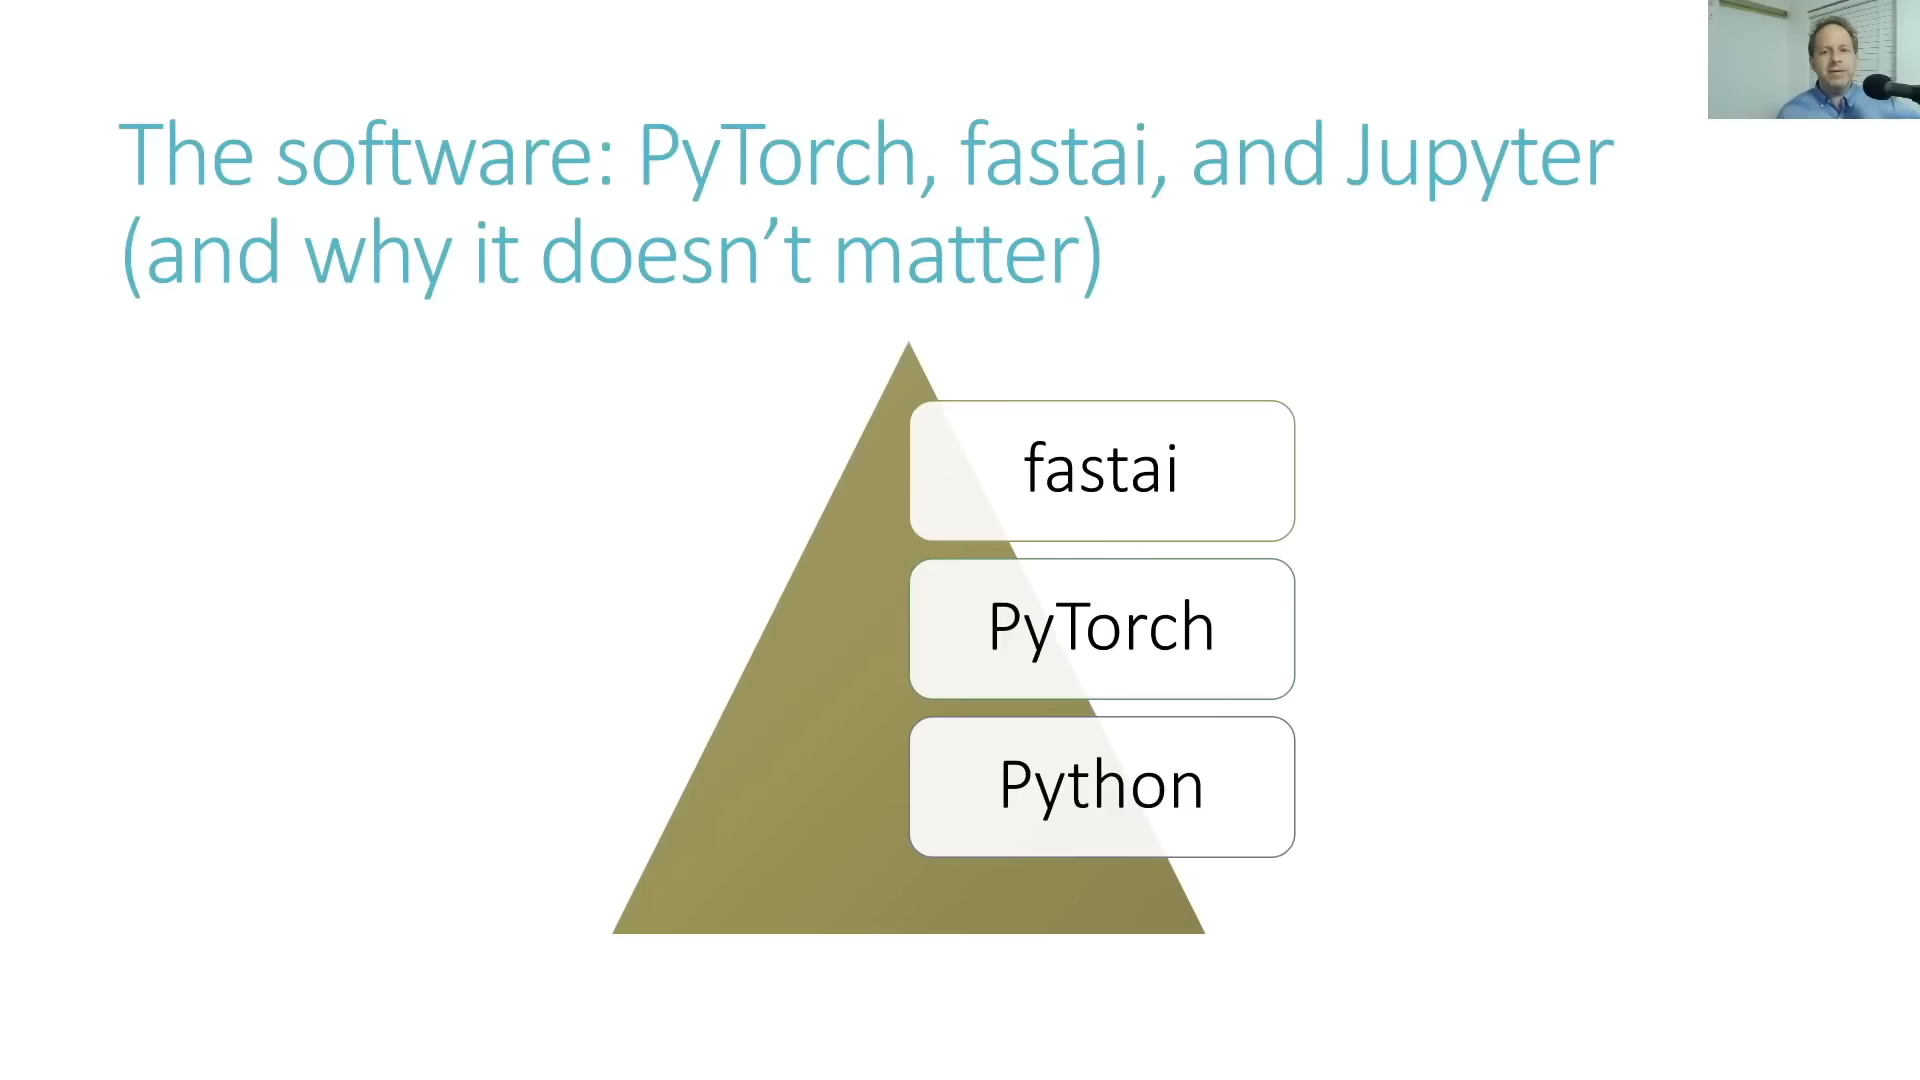 The software: PyTorch, fastai, and Jupyter
(and why it doesn’t matter)
fastai
PyTorch
Python